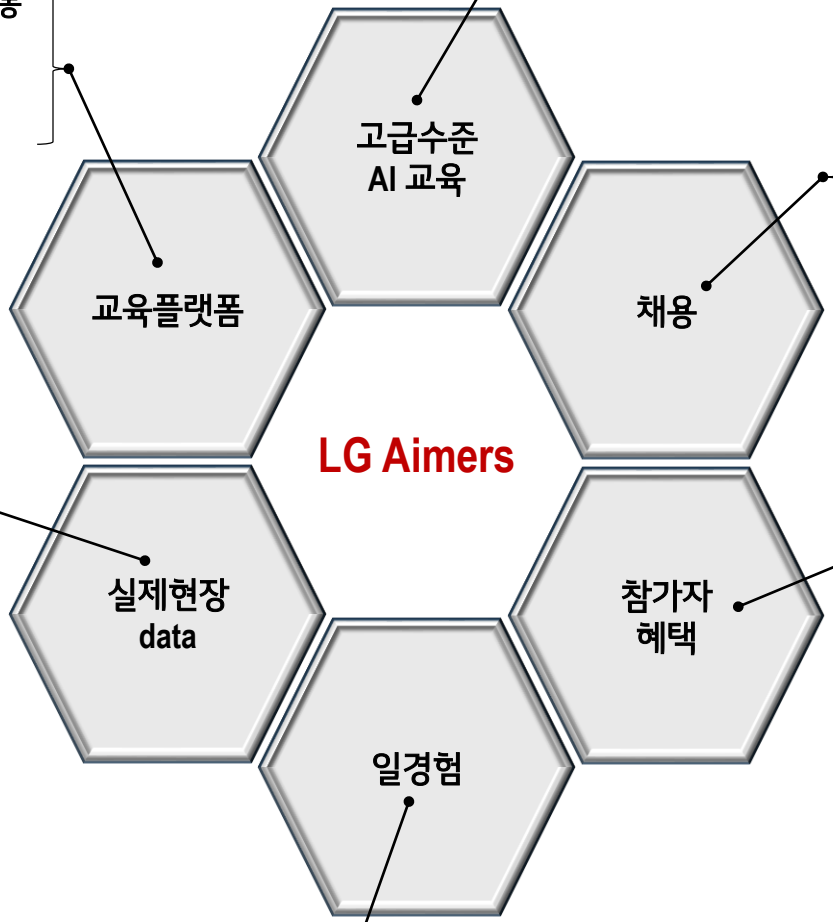 고급수준
AI 교육
교육플랫폼
채용
LG Aimers
실제현장
data
참가자
혜택
일경험